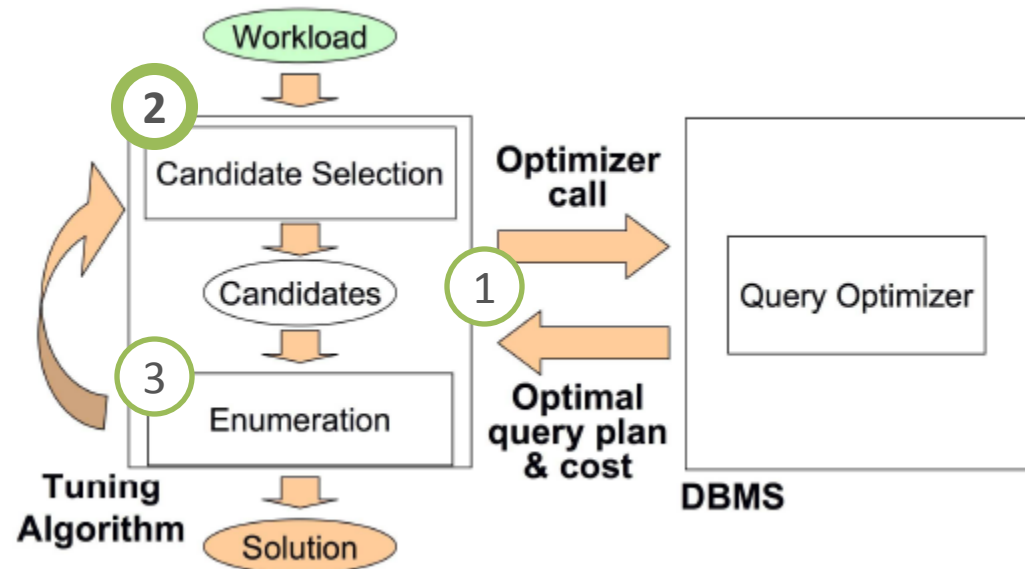 Workload
2
Candidate Selection
Optimizer
call
Candidates
1
Query Optimizer
3
Enumeration
Optimal
query plan
& cost
Tuning
Algorithm
DBMS
Solution